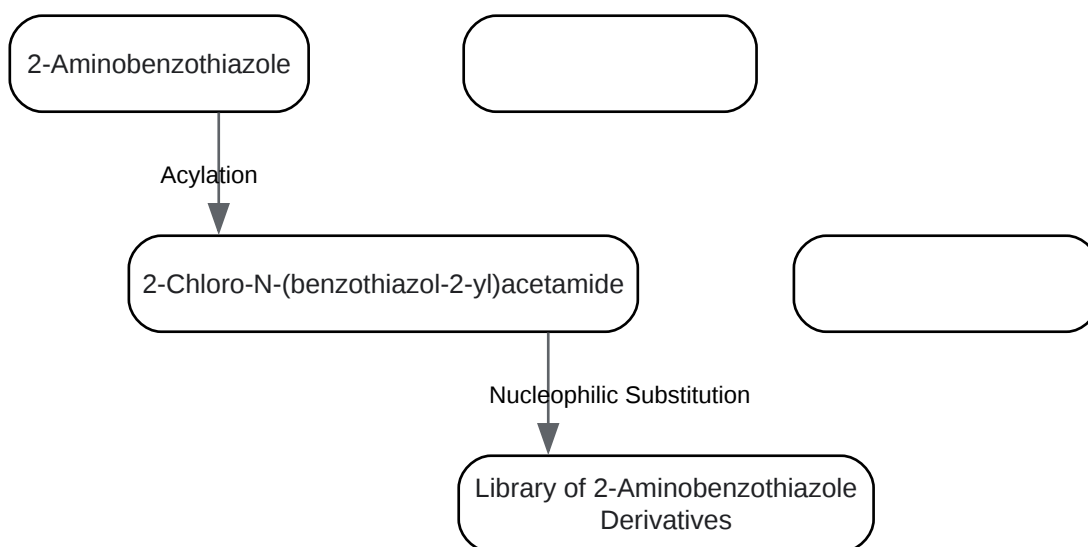 2-Aminobenzothiazole
Acylation
2-Chloro-N-(benzothiazol-2-yl)acetamide
Nucleophilic Substitution
Library of 2-Aminobenzothiazole
Derivatives